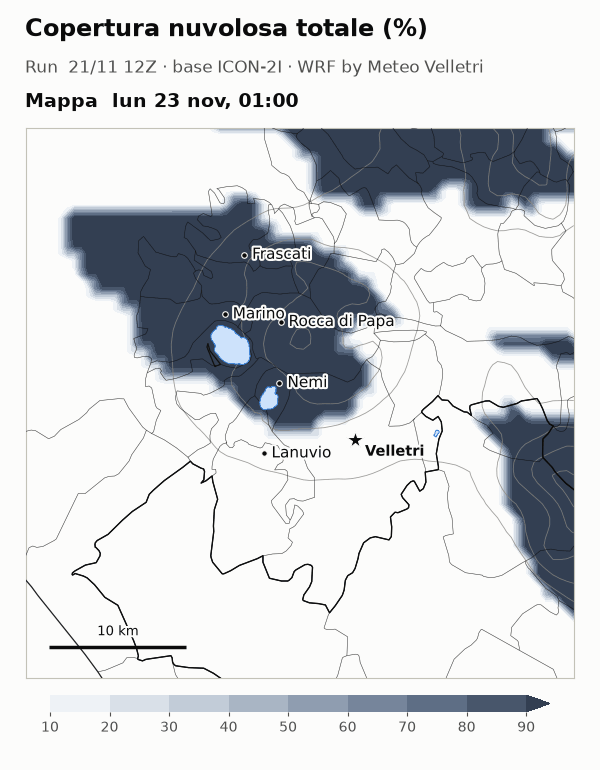 Copertura nuvolosa totale (%)
Run  21/11 12Z · base ICON-2I · WRF by Meteo Velletri
Mappa  lun 23 nov, 01:00
Frascati
Marino
Rocca di Papa
Nemi
Velletri
Lanuvio
10 km
10 20 30 40 50 60 70 80 90